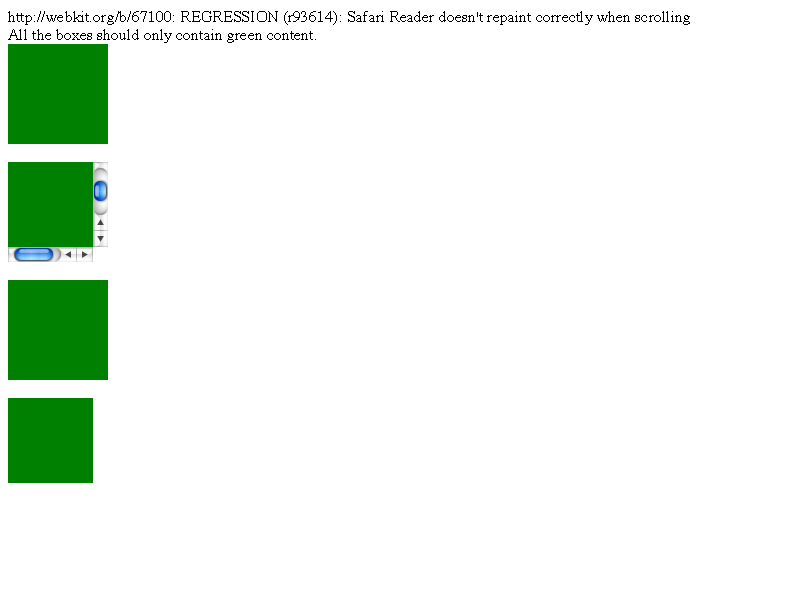 http://webkit.org/b/67100: REGRESSION (r93614): Safari Reader doesn't repaint correctly when scrolling
All the boxes should only contain green content.